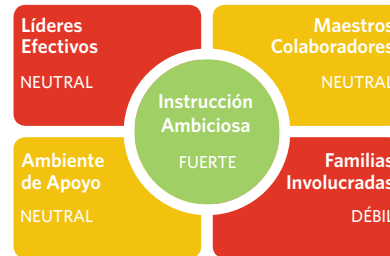 Líderes
Efectivos
NEUTRAL
Maestros
Colaboradores
NEUTRAL
Instrucción
Ambiciosa
FUERTE
Ambiente
de Apoyo
NEUTRAL
Familias
Involucradas
DÉBIL